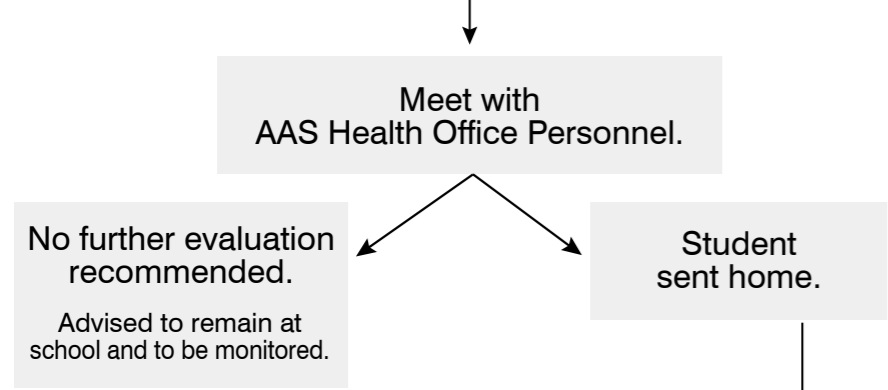 Meet with
AAS Health Office Personnel.
No further evaluation
recommended.
Advised to remain at
school and to be monitored.
Student
sent home.